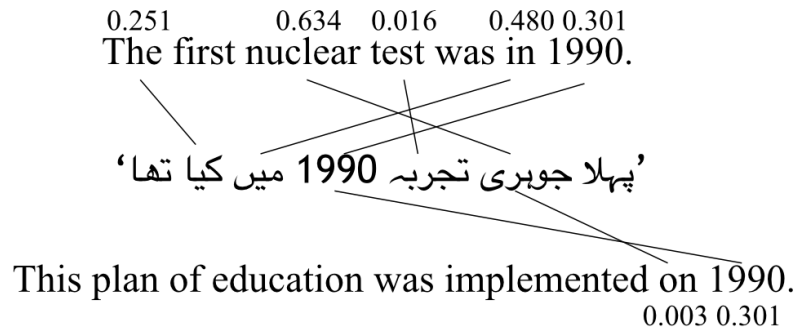 0.251 0.634 0.016 0.480 0.301
The first nuclear test was in 1990.
’پہلا جوہری تجربہ 1990 میں کیا تھا‘
This plan of education was implemented on 1990.
0.003 0.301